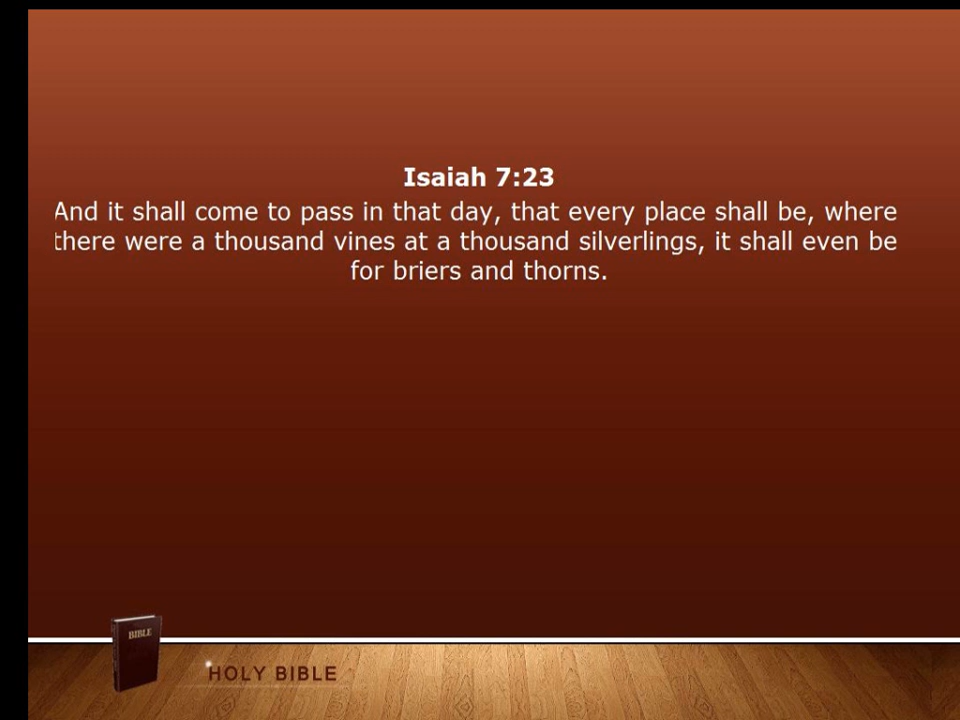 Isaiah 7:23
And it shall come to pass in that day, that every place shall be, where
there were a thousand vines at a thousand silverlings, it shall even be
for briers and thorns.
BIBLE
HOLY BIBLE